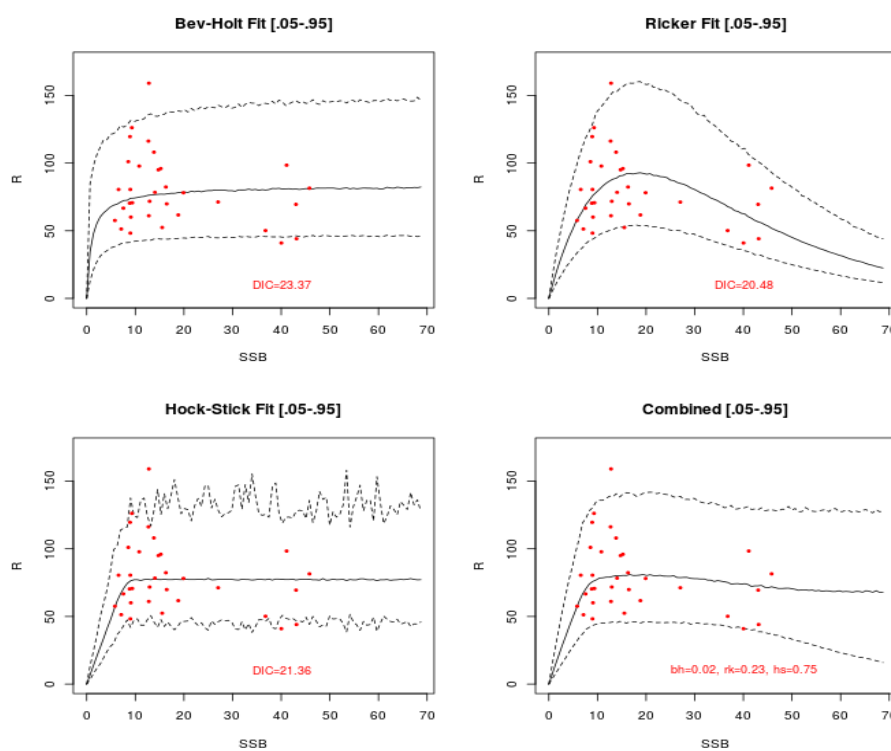 Bev-Holt Fit [.05-.95]
R
0 50 100 150
0 10 20 30 40 50 60 70
SSB
DIC=23.37
Ricker Fit [.05-.95]
R
0 50 100 150
0 10 20 30 40 50 60 70
SSB
DIC=20.48
Hock-Stick Fit [.05-.95]
R
0 50 100 150
0 10 20 30 40 50 60 70
SSB
DIC=21.36
Combined [.05-.95]
R
0 50 100 150
0 10 20 30 40 50 60 70
SSB
bh=0.02, rk=0.23, hs=0.75